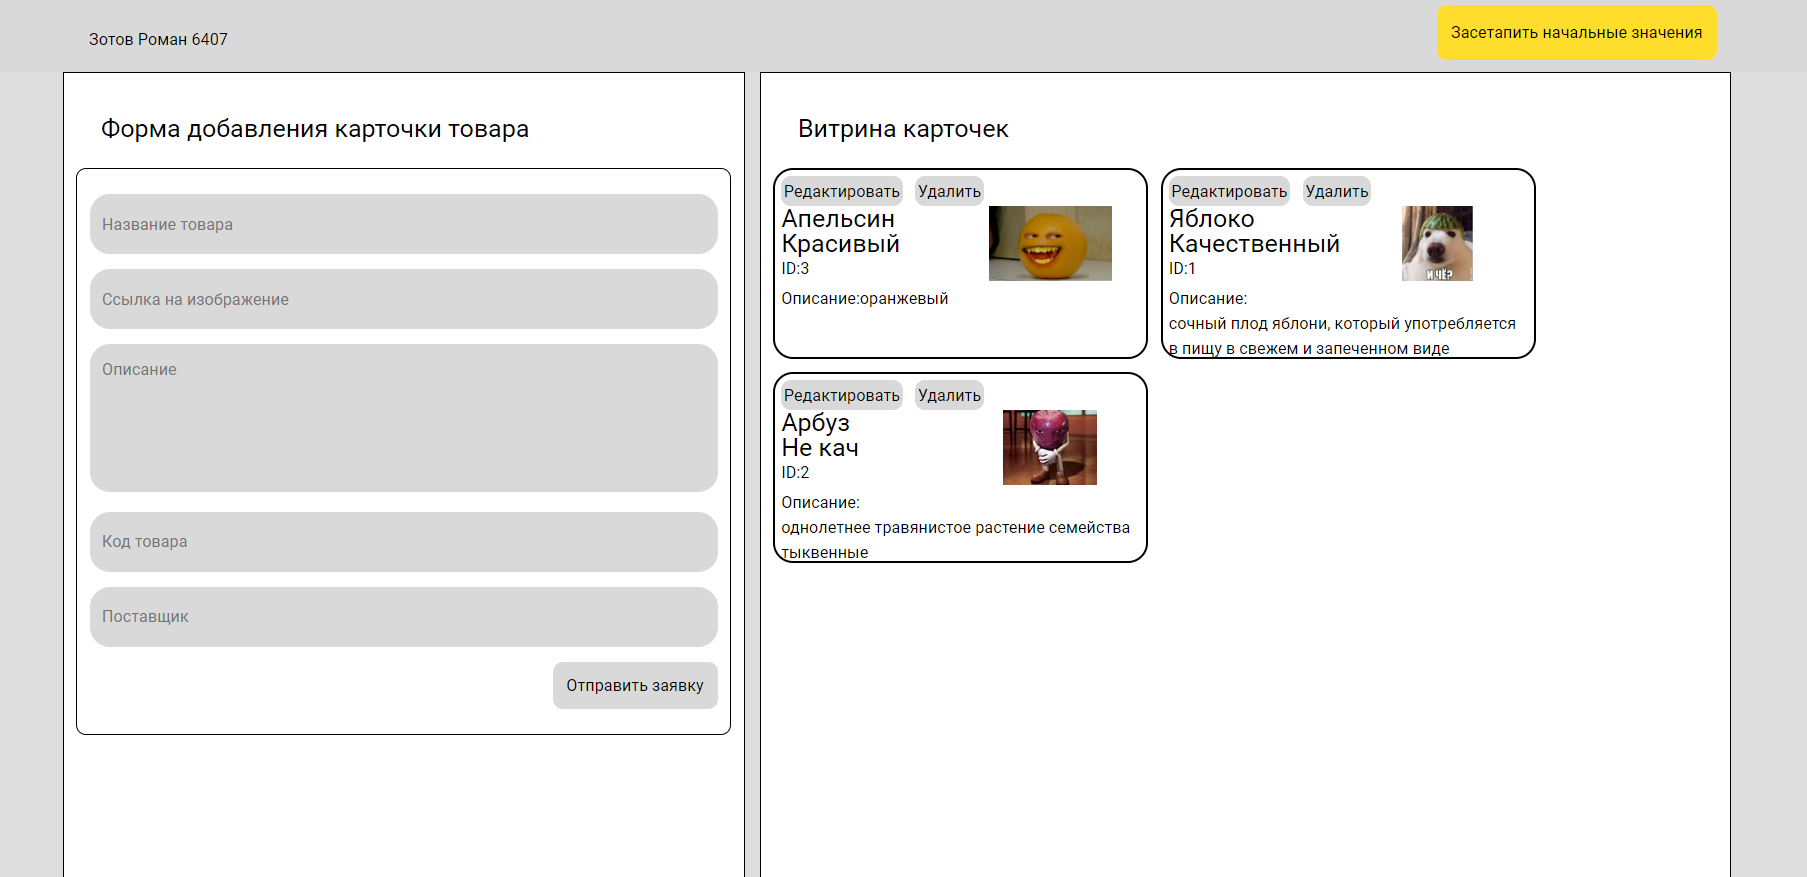 Зотов Роман 6407
Засетапить начальные значения
Форма добавления карточки товара
Название товара
Ссылка на изображение
Описание
Код товара
Поставщик
Отправить заявку
Витрина карточек
Редактировать Удалить
Апельсин
Красивый
ID:3
Описание:оранжевый
Редактировать Удалить
Яблоко
Качественный
ID:1
И ЧЁ?
Описание:
сочный плод яблони, который употребляется
в пищу в свежем и запеченном виде
Редактировать Удалить
Арбуз
Не кач
ID:2
Описание:
однолетнее травянистое растение семейства
тыквенные